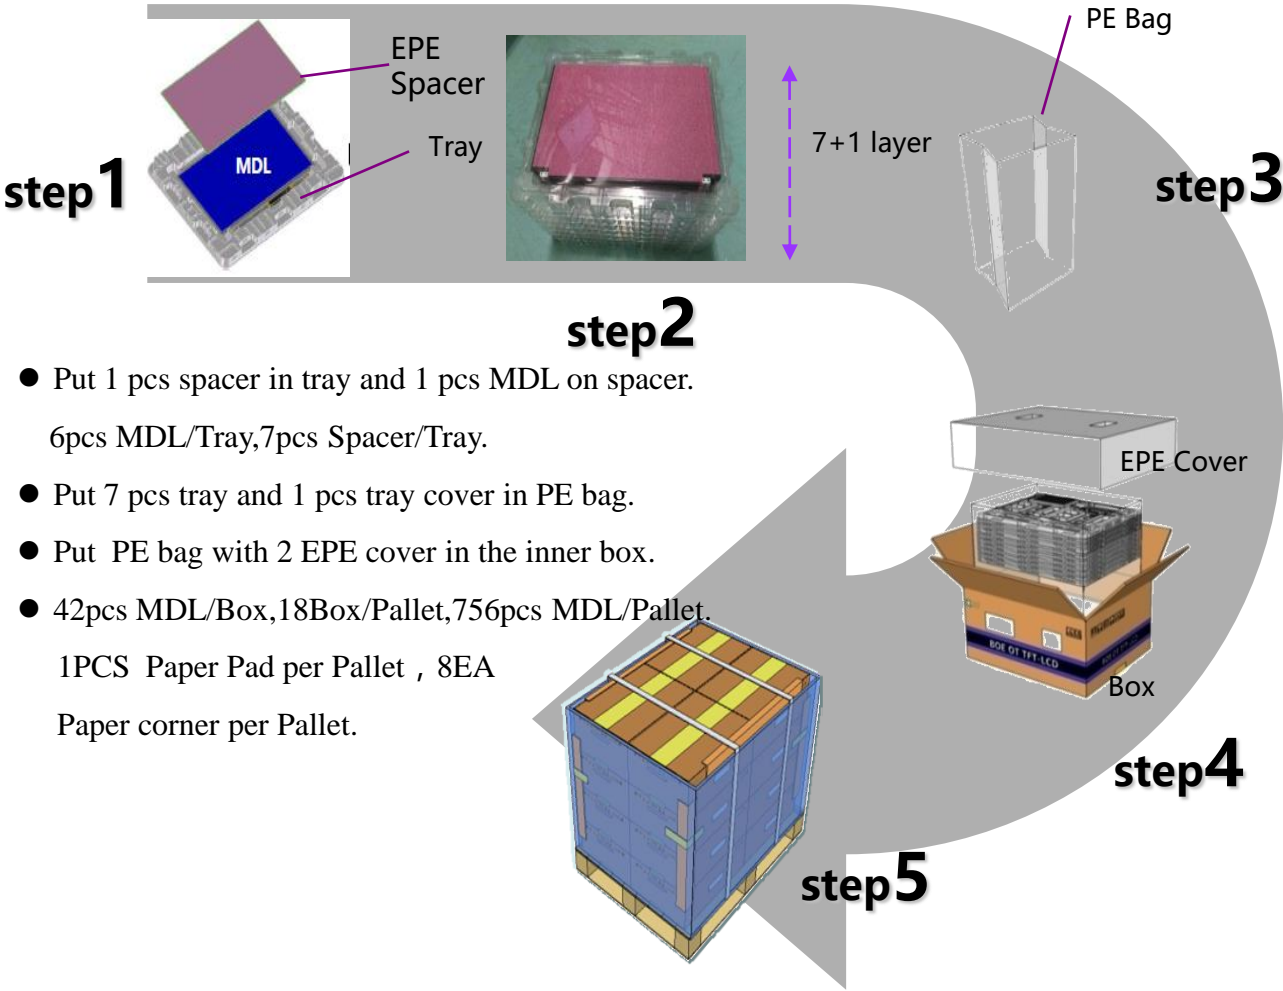 PE Bag
EPE
Spacer
Tray
MDL
step1
7+1 layer
step3
step2
● Put 1 pcs spacer in tray and 1 pcs MDL on spacer.
6pcs MDL/Tray,7pcs Spacer/Tray.
● Put 7 pcs tray and 1 pcs tray cover in PE bag.
● Put PE bag with 2 EPE cover in the inner box.
● 42pcs MDL/Box,18Box/Pallet,756pcs MDL/Pallet.
1PCS Paper Pad per Pallet，8EA
Paper corner per Pallet.
EPE Cover
BOE OT TFT-LCD
BOE OT TFT-LCD
Box
step4
step5